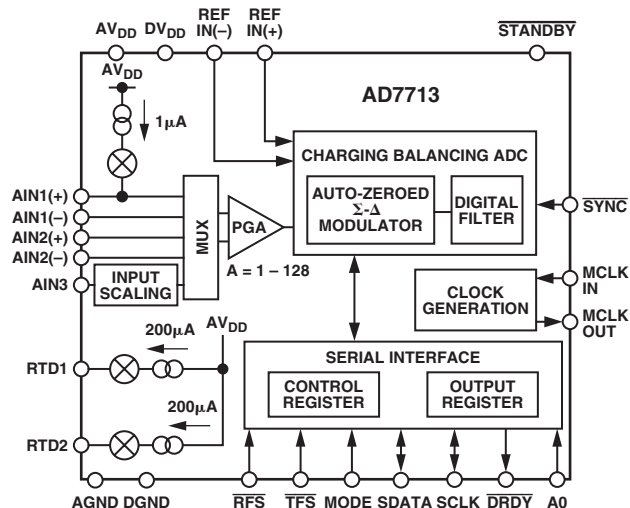 AVDD DVDD REF IN(–) REF IN(+) STANDBY
AVDD
AD7713
1μA
CHARGING BALANCING ADC
AUTO-ZEROED
Σ-Δ
MODULATOR
DIGITAL
FILTER
AIN1(+)
AIN1(–)
AIN2(+)
AIN2(–)
AIN3
MUX
PGA
A = 1 – 128
INPUT
SCALING
SYNC
CLOCK
GENERATION
MCLK
IN
MCLK
OUT
AVDD
200μA
RTD1
200μA
RTD2
SERIAL INTERFACE
CONTROL
REGISTER
OUTPUT
REGISTER
AGND DGND RFS TFS MODE SDATA SCLK DRDY A0